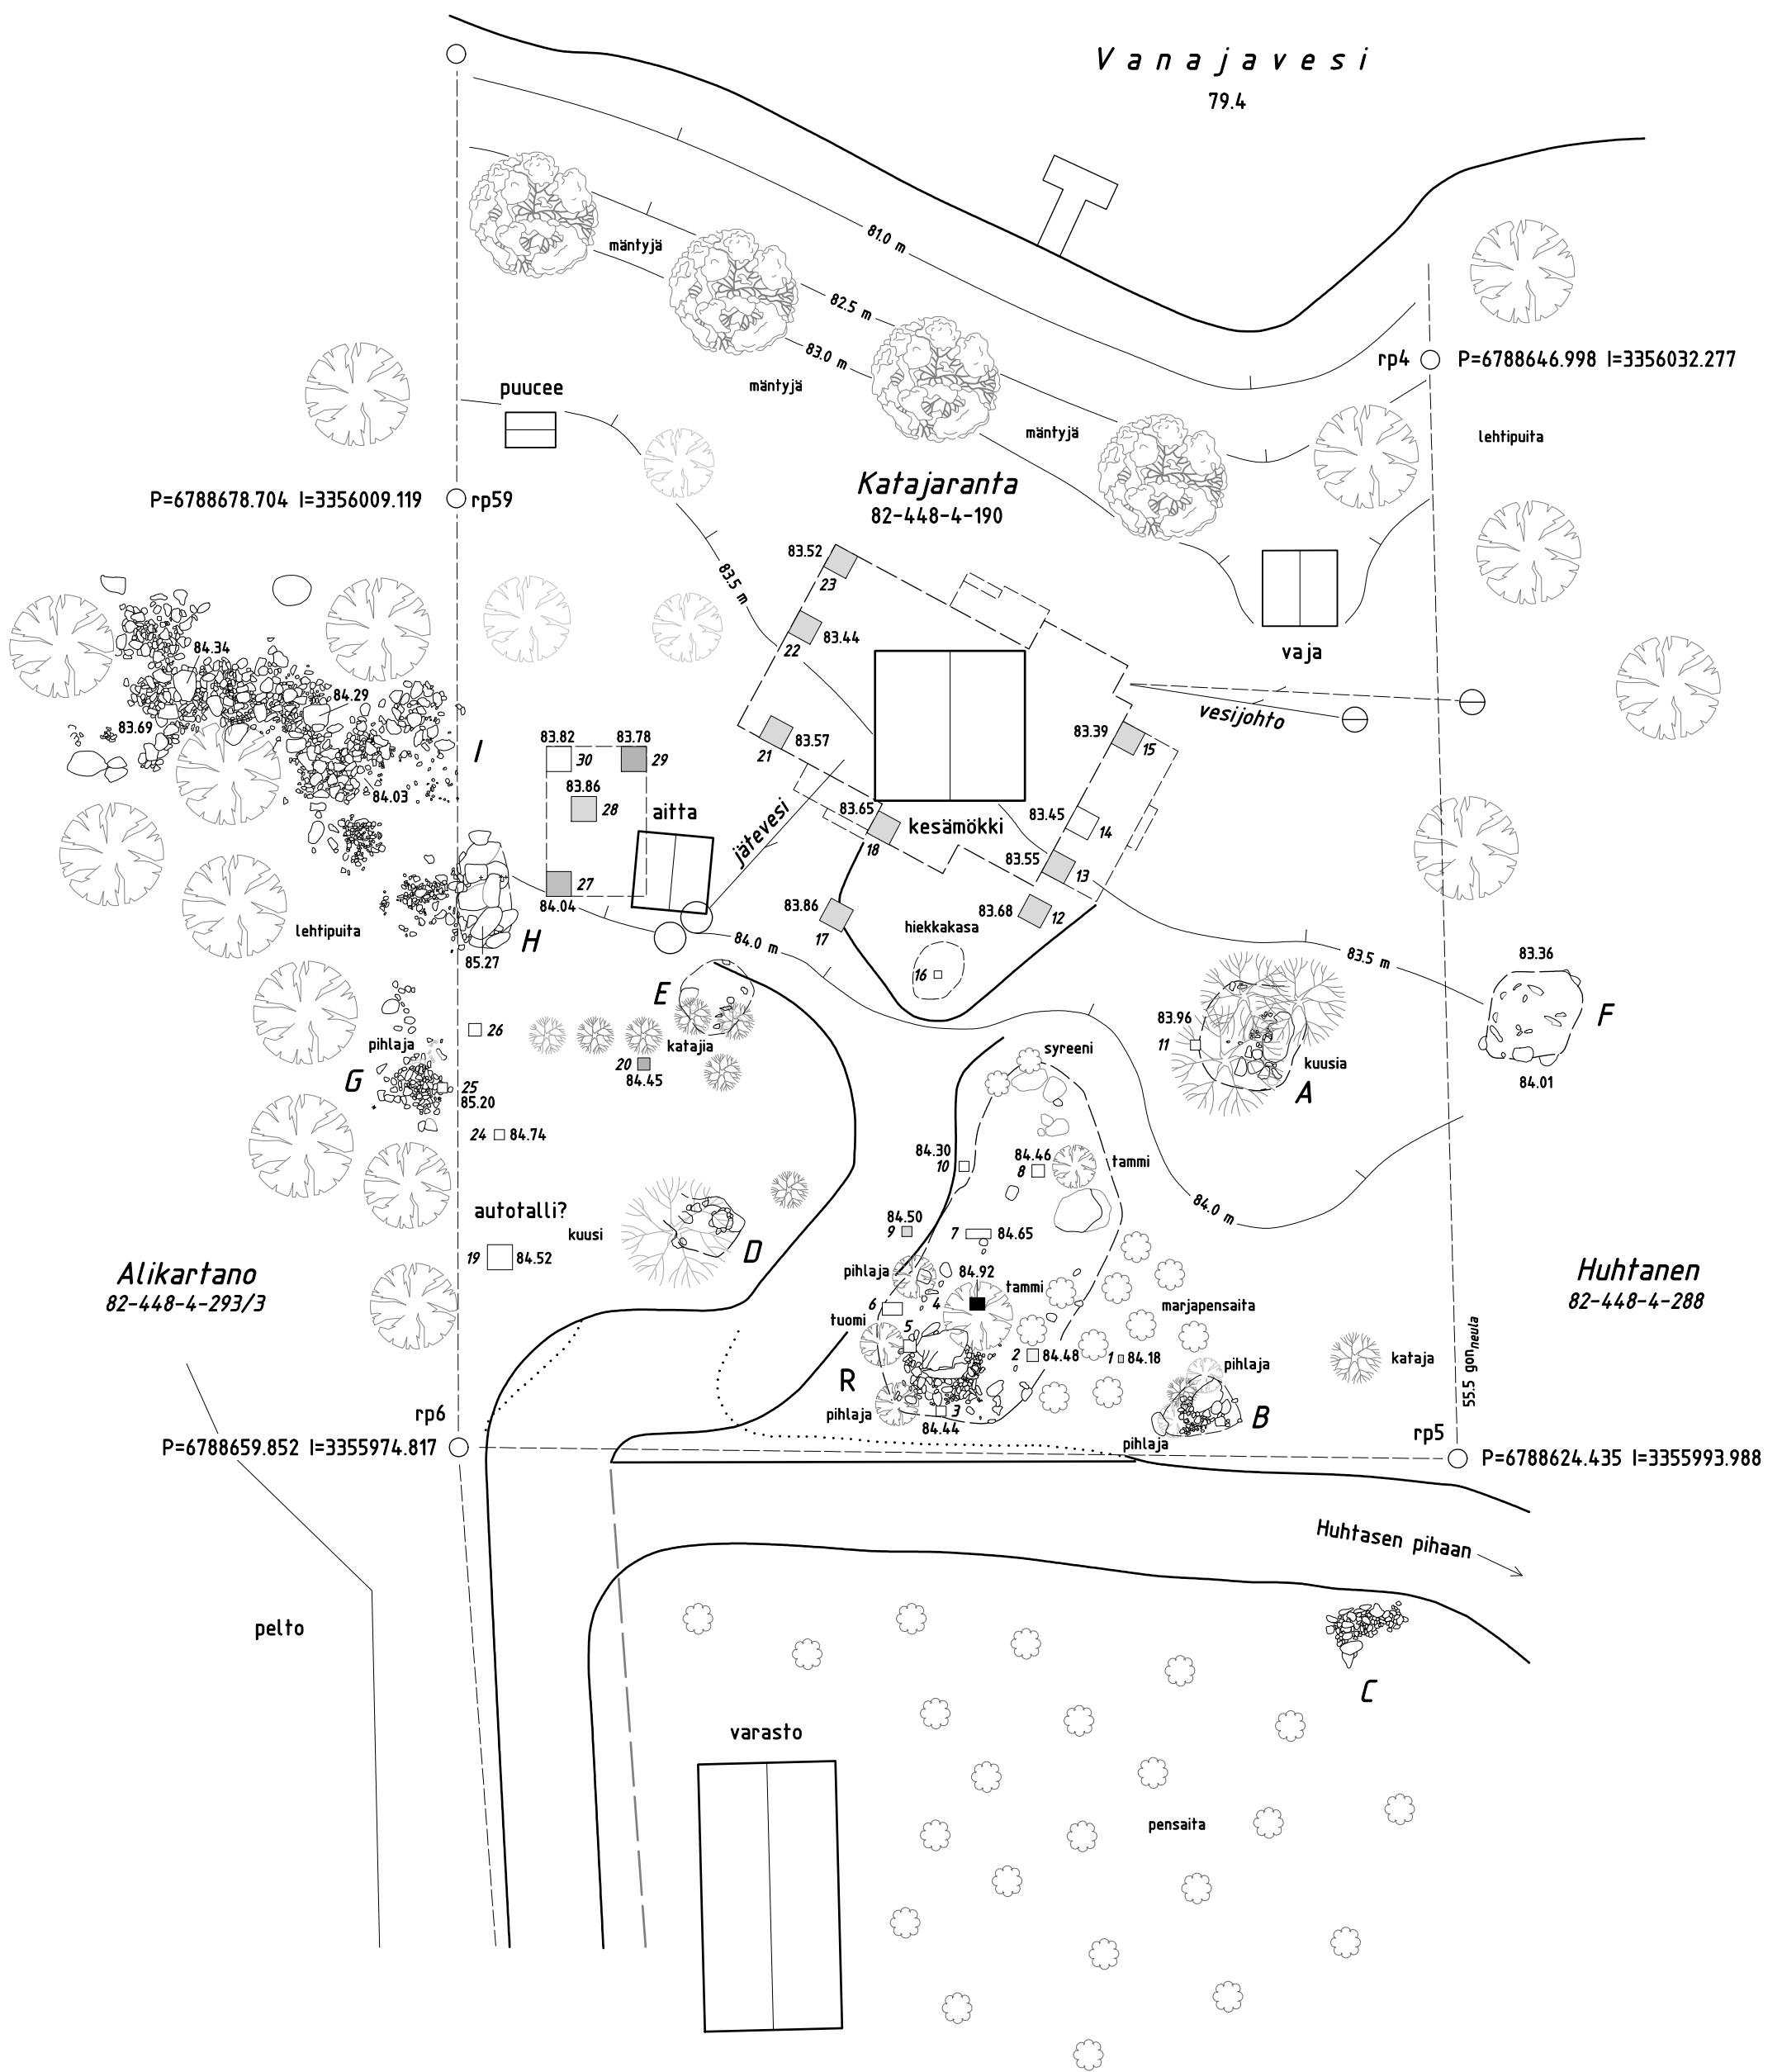 Vanajavesi
79.4
81.0 m
mäntyjä
82.5 m
83.0 m
rp4 P=6788646.998 I=3356032.277
puucee
mäntyjä
mäntyjä
lehtipuita
Katajaranta
82-448-4-190
P=6788678.704 I=3356009.119 rp59
83.5 m
83.52
23
83.44
22
vaja
84.34
84.29
83.69
I
84.03
vesijohto
83.57
21
83.39
15
83.82
30
83.78
29
83.86
28
aitta
jätevesi
83.65
18
kesämökki
83.45
14
83.55
13
27
84.04
83.86
17
83.68
12
hiekkakasa
16
lehtipuita
H
85.27
84.0 m
83.5 m
83.36
F
84.01
E
26
katajia
20
84.45
pihlaja
G
25
85.20
24 84.74
syreeni
83.96
11
kuusia
A
84.30
10
84.46
8
tammi
84.0 m
autotalli?
kuusi
D
19 84.52
84.50
9
7 84.65
pihlaja
84.92
tammi
6
4
tuomi
5
marjapensaita
Alikartano
82-448-4-293/3
Huhtanen
82-448-4-288
2 84.48
1 84.18
R
pihlaja
3
84.44
pihlaja
B
pihlaja
kataja
55.5 gon neula
rp6
P=6788659.852 I=3355974.817
rp5
P=6788624.435 I=3355993.988
Huhtasen pihaan
pelto
C
varasto
pensaita